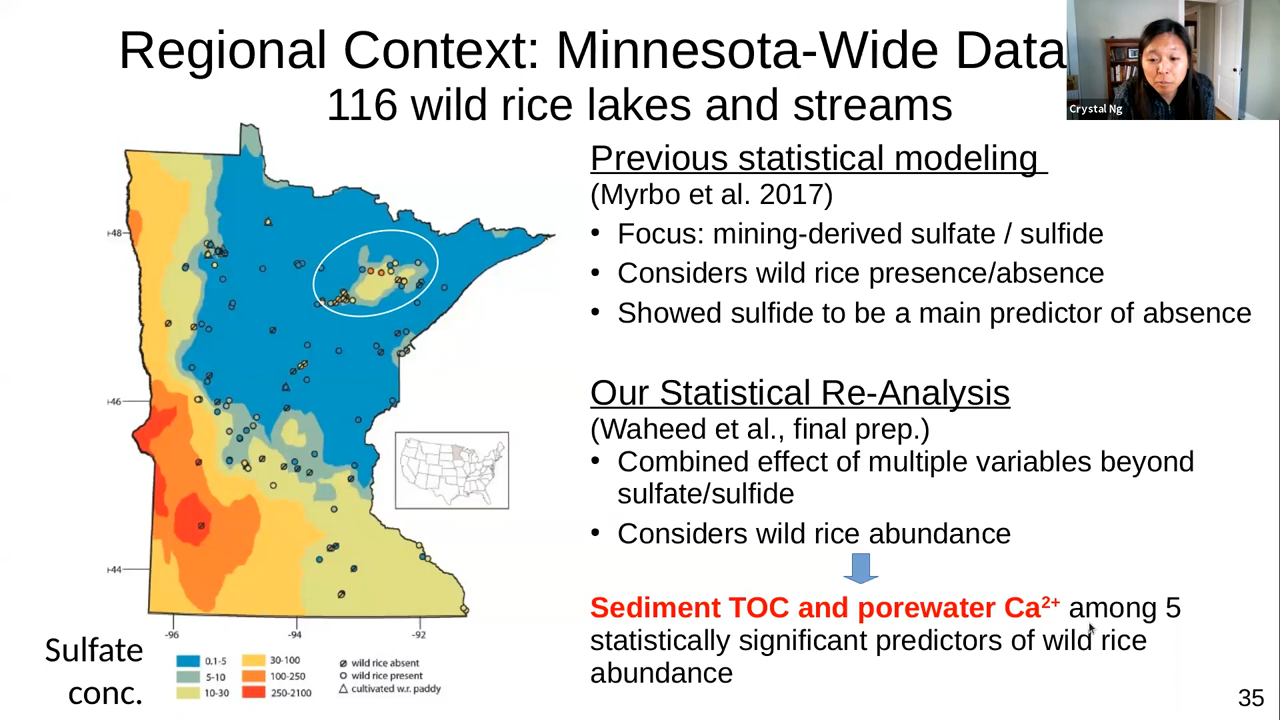 Regional Context: Minnesota-Wide Data
116 wild rice lakes and streams
Crystal Ng
Previous statistical modeling
(Myrbo et al. 2017)
• Focus: mining-derived sulfate / sulfide
• Considers wild rice presence/absence
• Showed sulfide to be a main predictor of absence
Our Statistical Re-Analysis
(Waheed et al., final prep.)
• Combined effect of multiple variables beyond
sulfate/sulfide
• Considers wild rice abundance
Sediment TOC and porewater Ca2+ among 5
statistically significant predictors of wild rice
abundance
48
46
44
-96
-94
-92
Sulfate
conc.
0.1-5
5-10
10-30
30-100
100-250
250-2100
wild rice absent
wild rice present
cultivated w.r. paddy
35